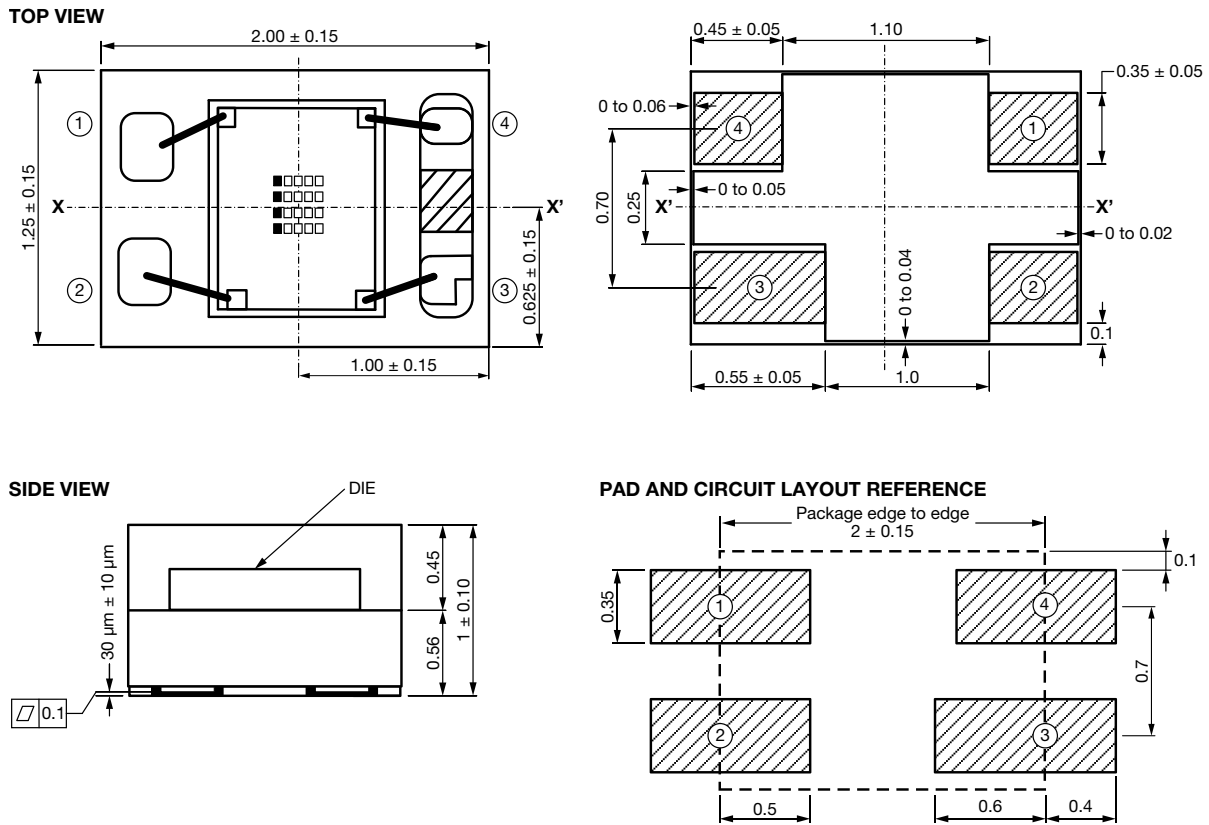 TOP VIEW
2.00 ± 0.15
1.25 ± 0.15
1
4
X
X'
2
3
0.625 ± 0.15
1.00 ± 0.15
0.45 ± 0.05
1.10
0.35 ± 0.05
0 to 0.06
4
1
0.70
0 to 0.05
0.25
X'
X'
0 to 0.02
3
0 to 0.04
2
0.1
0.55 ± 0.05
1.0
SIDE VIEW
DIE
30 µm ± 10 µm
0.45
0.56
1 ± 0.10
0.1
PAD AND CIRCUIT LAYOUT REFERENCE
Package edge to edge
2 ± 0.15
0.1
0.35
1
4
0.7
2
3
0.5
0.6
0.4